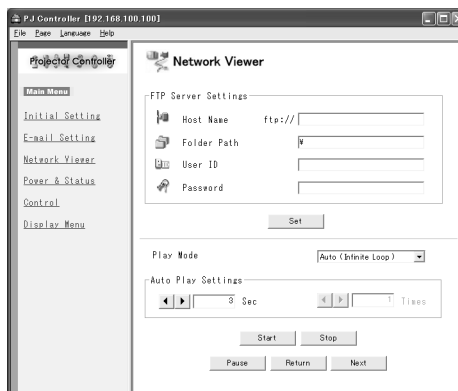 PJ Controller [192.168.100.100]
File Page Language Help
Projector Controller
Main Menu
Initial Setting
E-mail Setting
Network Viewer
Power & Status
Control
Display Menu
Network Viewer
FTP Server Settings
Host Name ftp://
Folder Path ¥
User ID
Password
Set
Play Mode Auto (Infinite Loop)
Auto Play Settings
3 Sec 1 Times
Start Stop
Pause Return Next